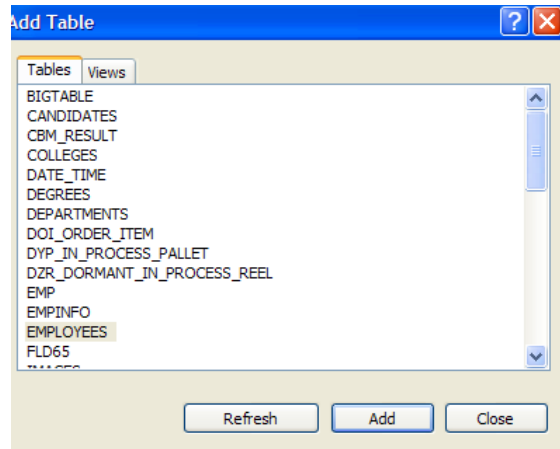 Add Table
Tables Views
BIGTABLE
CANDIDATES
CBM_RESULT
COLLEGES
DATE_TIME
DEGREES
DEPARTMENTS
DOI_ORDER_ITEM
DYP_IN_PROCESS_PALLET
DZR_DORMANT_IN_PROCESS_REEL
EMP
EMPINFO
EMPLOYEES
FLD65
Refresh Add Close